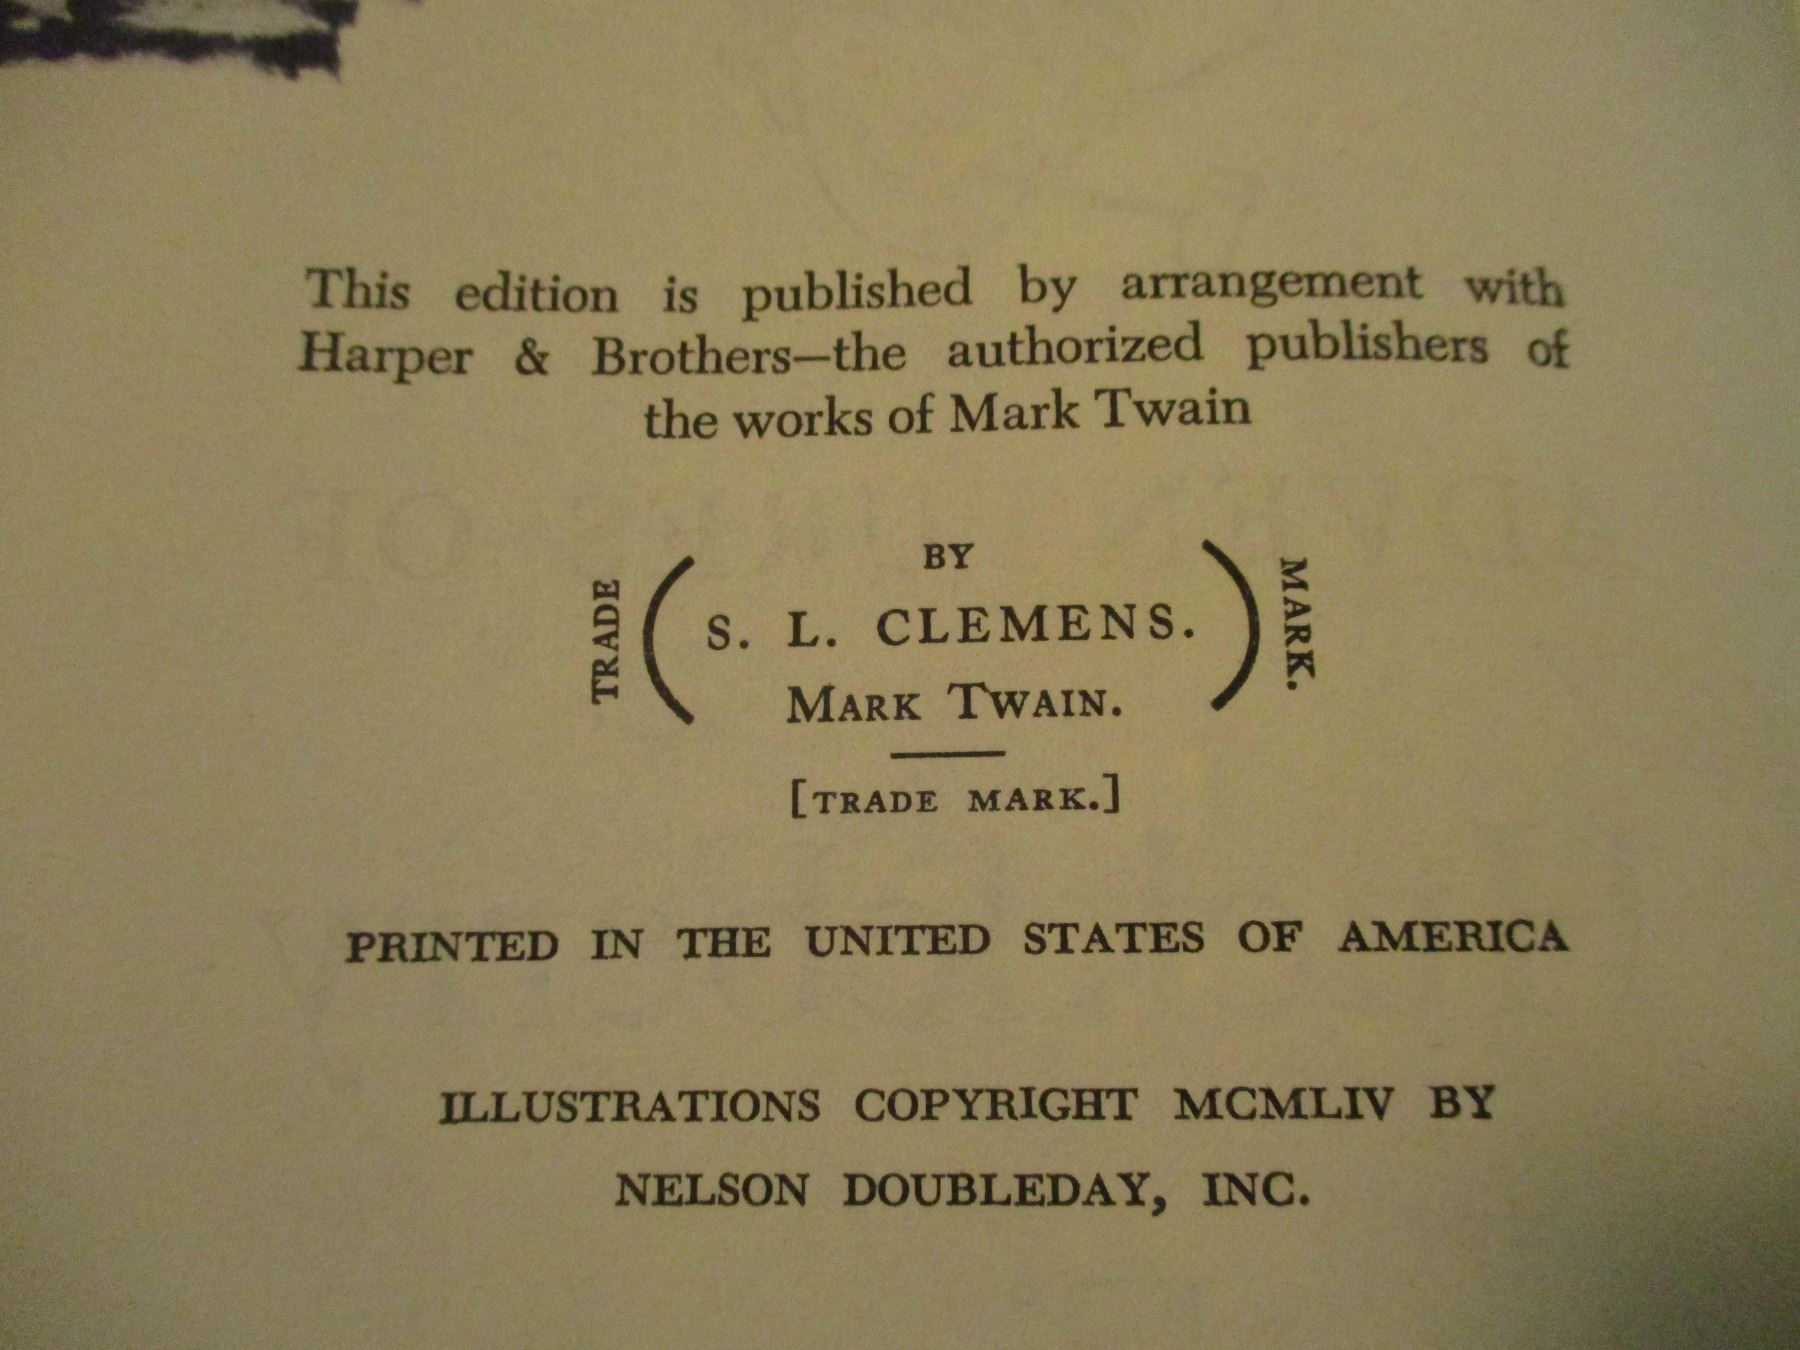 This edition is published by arrangement with
Harper & Brothers—the authorized publishers of
the works of Mark Twain
BY
TRADE ( S. L. CLEMENS. ) MARK.
MARK TWAIN.
[TRADE MARK.]
PRINTED IN THE UNITED STATES OF AMERICA
ILLUSTRATIONS COPYRIGHT MCMLIV BY
NELSON DOUBLEDAY, INC.